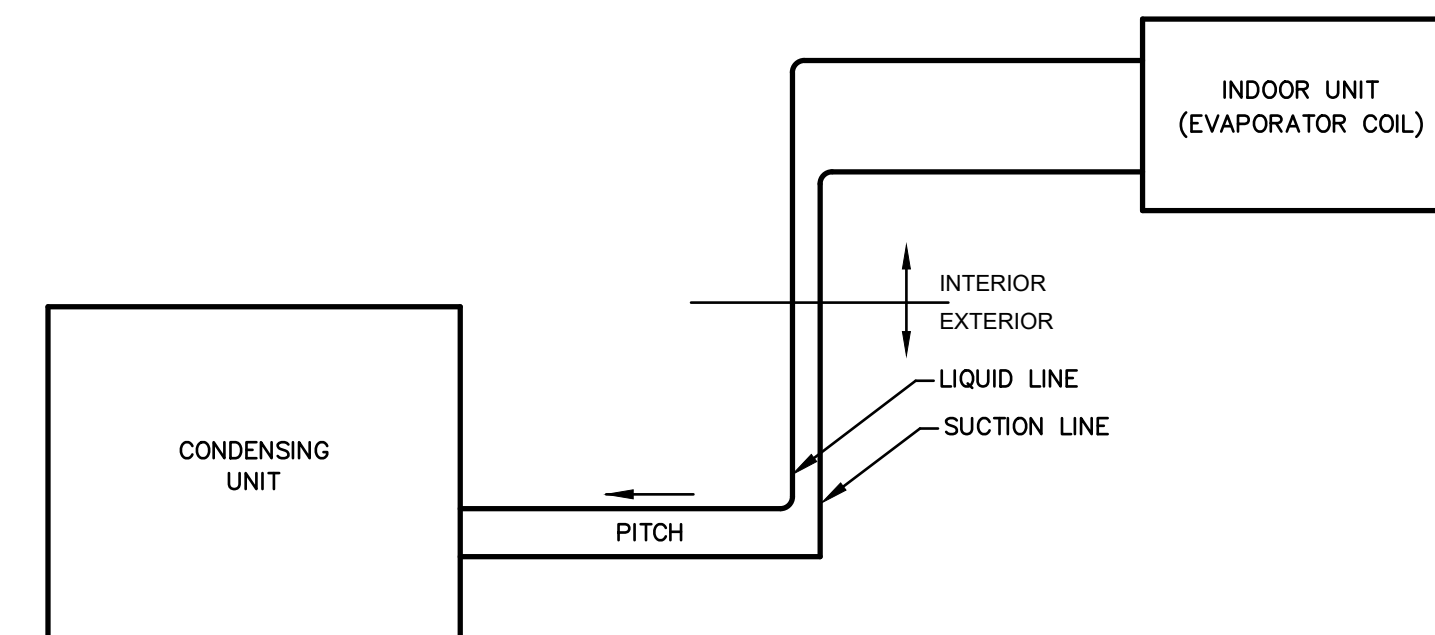 INDOOR UNIT
(EVAPORATOR COIL)
INTERIOR
EXTERIOR
LIQUID LINE
SUCTION LINE
CONDENSING
UNIT
PITCH